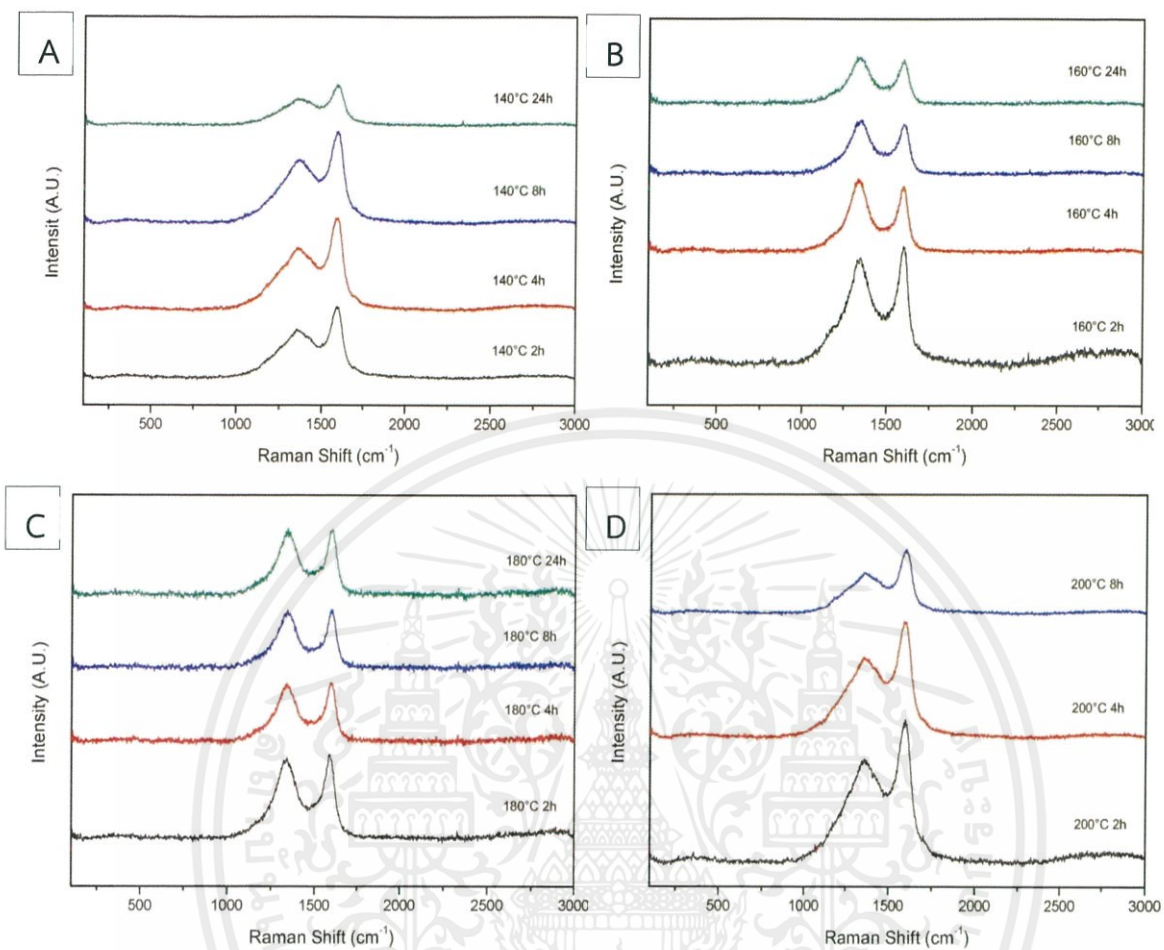 A
Intensit (A.U.)
140°C 24h
140°C 8h
140°C 4h
140°C 2h
500 1000 1500 2000 2500 3000
Raman Shift (cm⁻¹)
B
Intensity (A.U.)
160°C 24h
160°C 8h
160°C 4h
160°C 2h
500 1000 1500 2000 2500 3000
Raman Shift (cm⁻¹)
C
Intensity (A.U.)
180°C 24h
180°C 8h
180°C 4h
180°C 2h
500 1000 1500 2000 2500 3000
Raman Shift (cm⁻¹)
D
Intensity (A.U.)
200°C 8h
200°C 4h
200°C 2h
500 1000 1500 2000 2500 3000
Raman Shift (cm⁻¹)